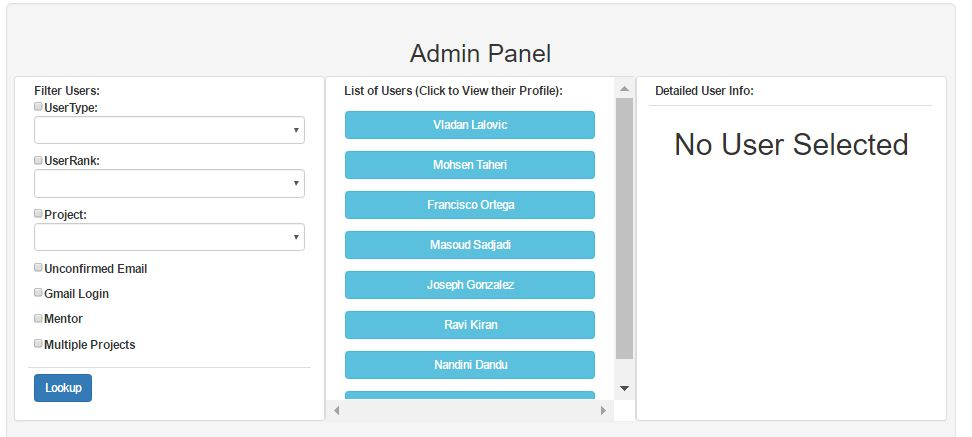 Admin Panel
Filter Users:
UserType:
UserRank:
Project:
Unconfirmed Email
Gmail Login
Mentor
Multiple Projects
Lookup
List of Users (Click to View their Profile):
Vladan Lalovic
Mohsen Taheri
Francisco Ortega
Masoud Sadjadi
Joseph Gonzalez
Ravi Kiran
Nandini Dandu
Detailed User Info:
No User Selected